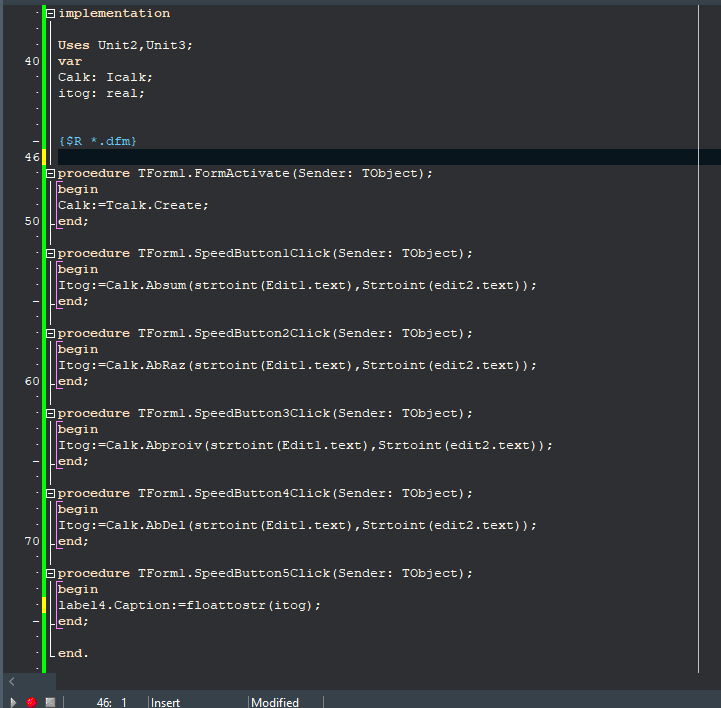 implementation
Uses Unit2,Unit3;
40 var
Calk: Icalk;
itog: real;
{$R *.dfm}
46
procedure TForm1.FormActivate(Sender: TObject);
begin
Calk:=Tcalk.Create;
50 end;
procedure TForm1.SpeedButton1Click(Sender: TObject);
begin
Itog:=Calk.Absum(strtoint(Edit1.text),Strtoint(edit2.text));
end;
procedure TForm1.SpeedButton2Click(Sender: TObject);
begin
Itog:=Calk.AbRaz(strtoint(Edit1.text),Strtoint(edit2.text));
60 end;
procedure TForm1.SpeedButton3Click(Sender: TObject);
begin
Itog:=Calk.Abproiv(strtoint(Edit1.text),Strtoint(edit2.text));
end;
procedure TForm1.SpeedButton4Click(Sender: TObject);
begin
Itog:=Calk.AbDel(strtoint(Edit1.text),Strtoint(edit2.text));
70 end;
procedure TForm1.SpeedButton5Click(Sender: TObject);
begin
label4.Caption:=floattostr(itog);
end;
end.
46: 1 Insert Modified